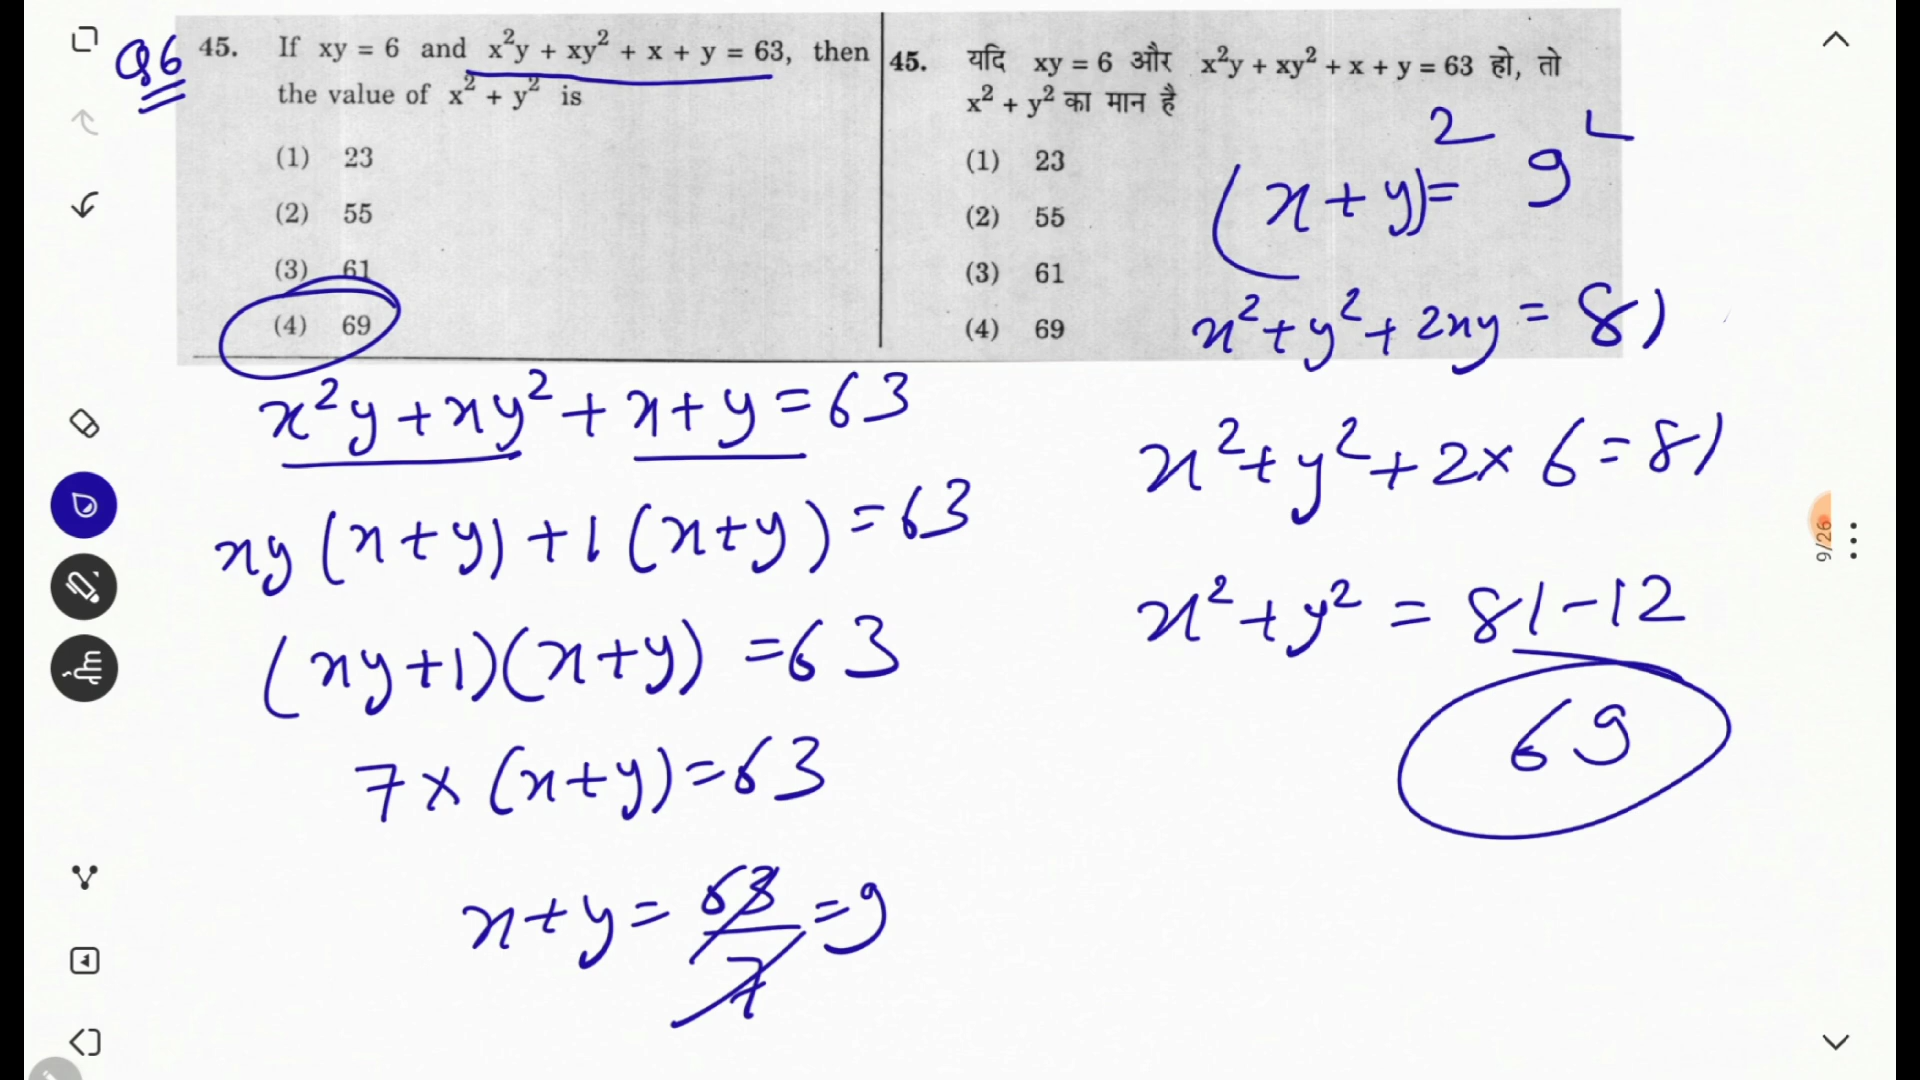 Q6
45. If xy = 6 and x²y + xy² + x + y = 63, then
the value of x² + y² is
(1) 23
(2) 55
(3) 61
(4) 69
45. यदि xy = 6 और x²y + xy² + x + y = 63 हो, तो
x² + y² का मान है
(1) 23
(2) 55
(3) 61
(4) 69
x²y + xy² + x + y = 63
xy (x+y) + 1 (x+y) = 63
(xy+1)(x+y) = 63
7 × (x+y) = 63
x+y = 63/7 = 9
(x+y)² = 9²
x² + y² + 2xy = 81
x² + y² + 2 × 6 = 81
x² + y² = 81 - 12
69
9/26